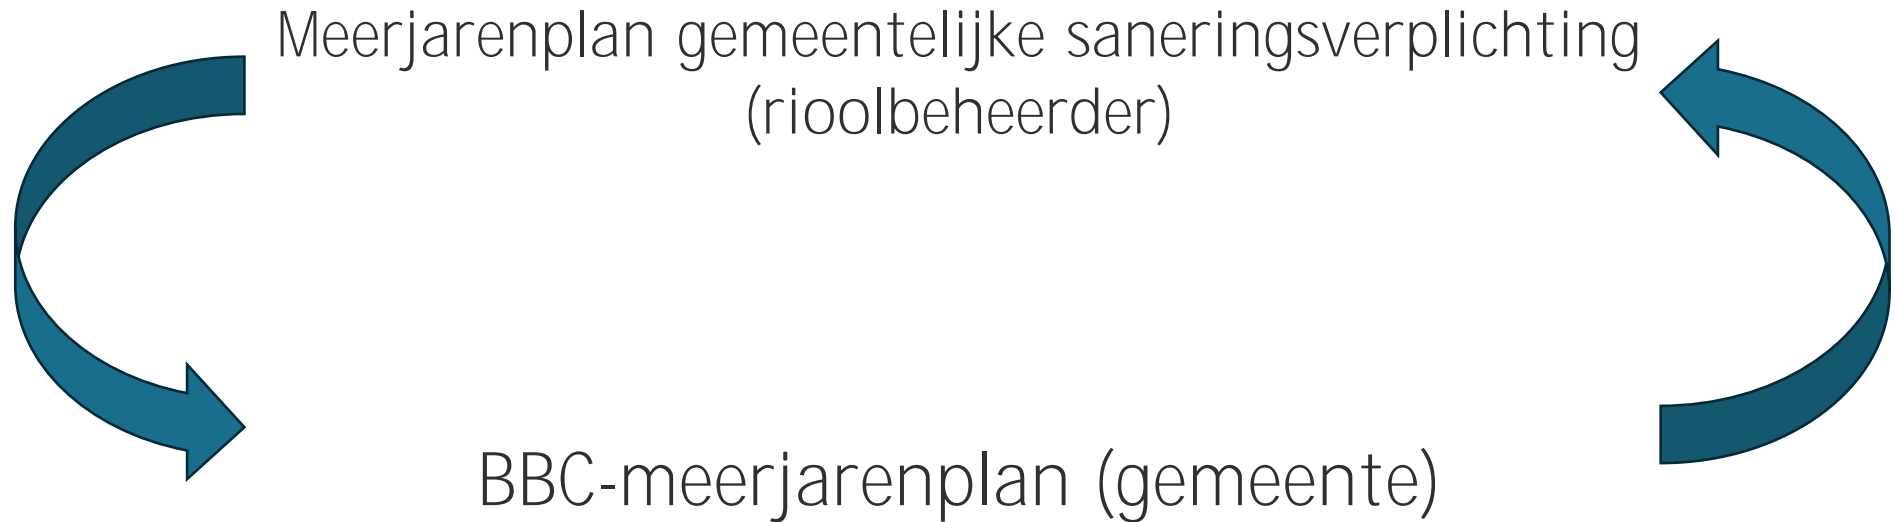 Meerjarenplan gemeentelijke saneringsverplichting
(rioolbeheerder)
BBC-meerjarenplan (gemeente)